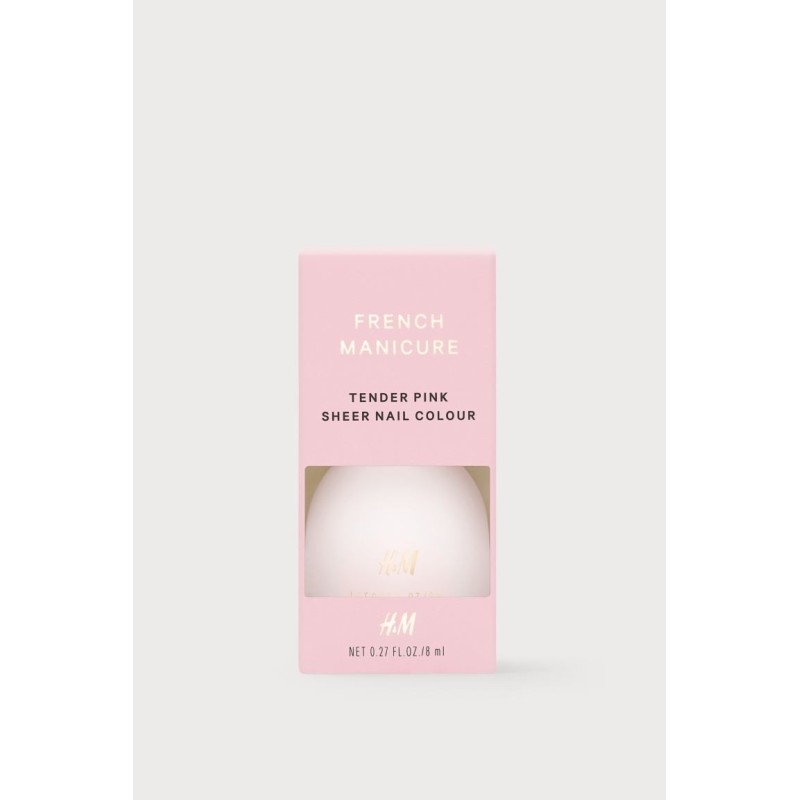 FRENCH
MANICURE
TENDER PINK
SHEER NAIL COLOUR
H&M
H&M
NET 0.27 FL.OZ./8 ml